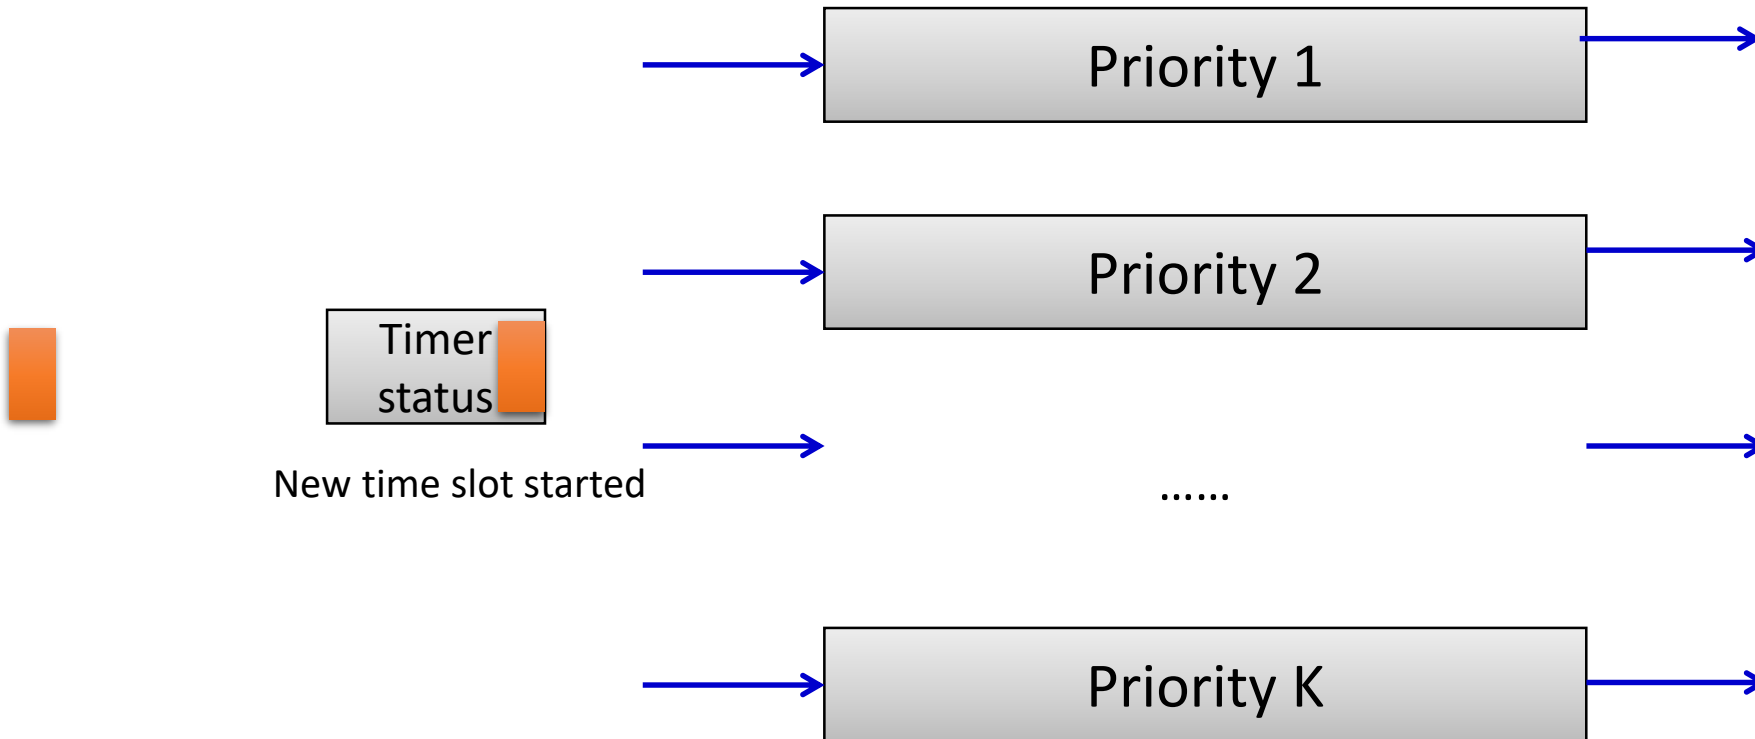 Priority 1
Priority 2
Timer
status
New time slot started
......
Priority K